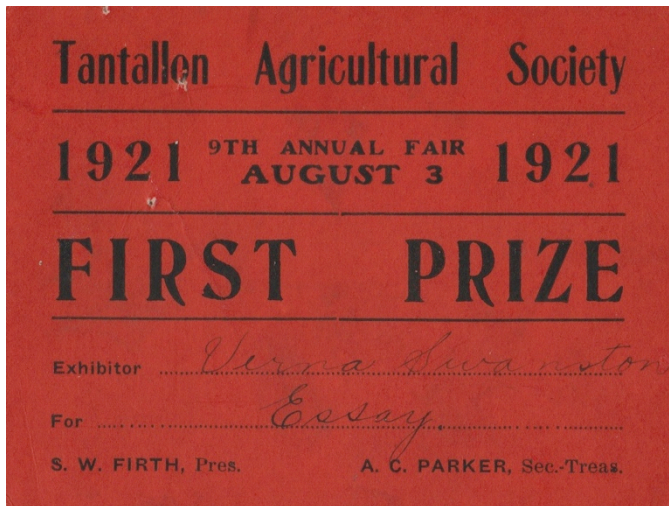 Tantallon Agricultural Society
1921 9TH ANNUAL FAIR AUGUST 3 1921
FIRST PRIZE
Exhibitor Verna Swanston
For Essay.
S. W. FIRTH, Pres. A. C. PARKER, Sec.-Treas.